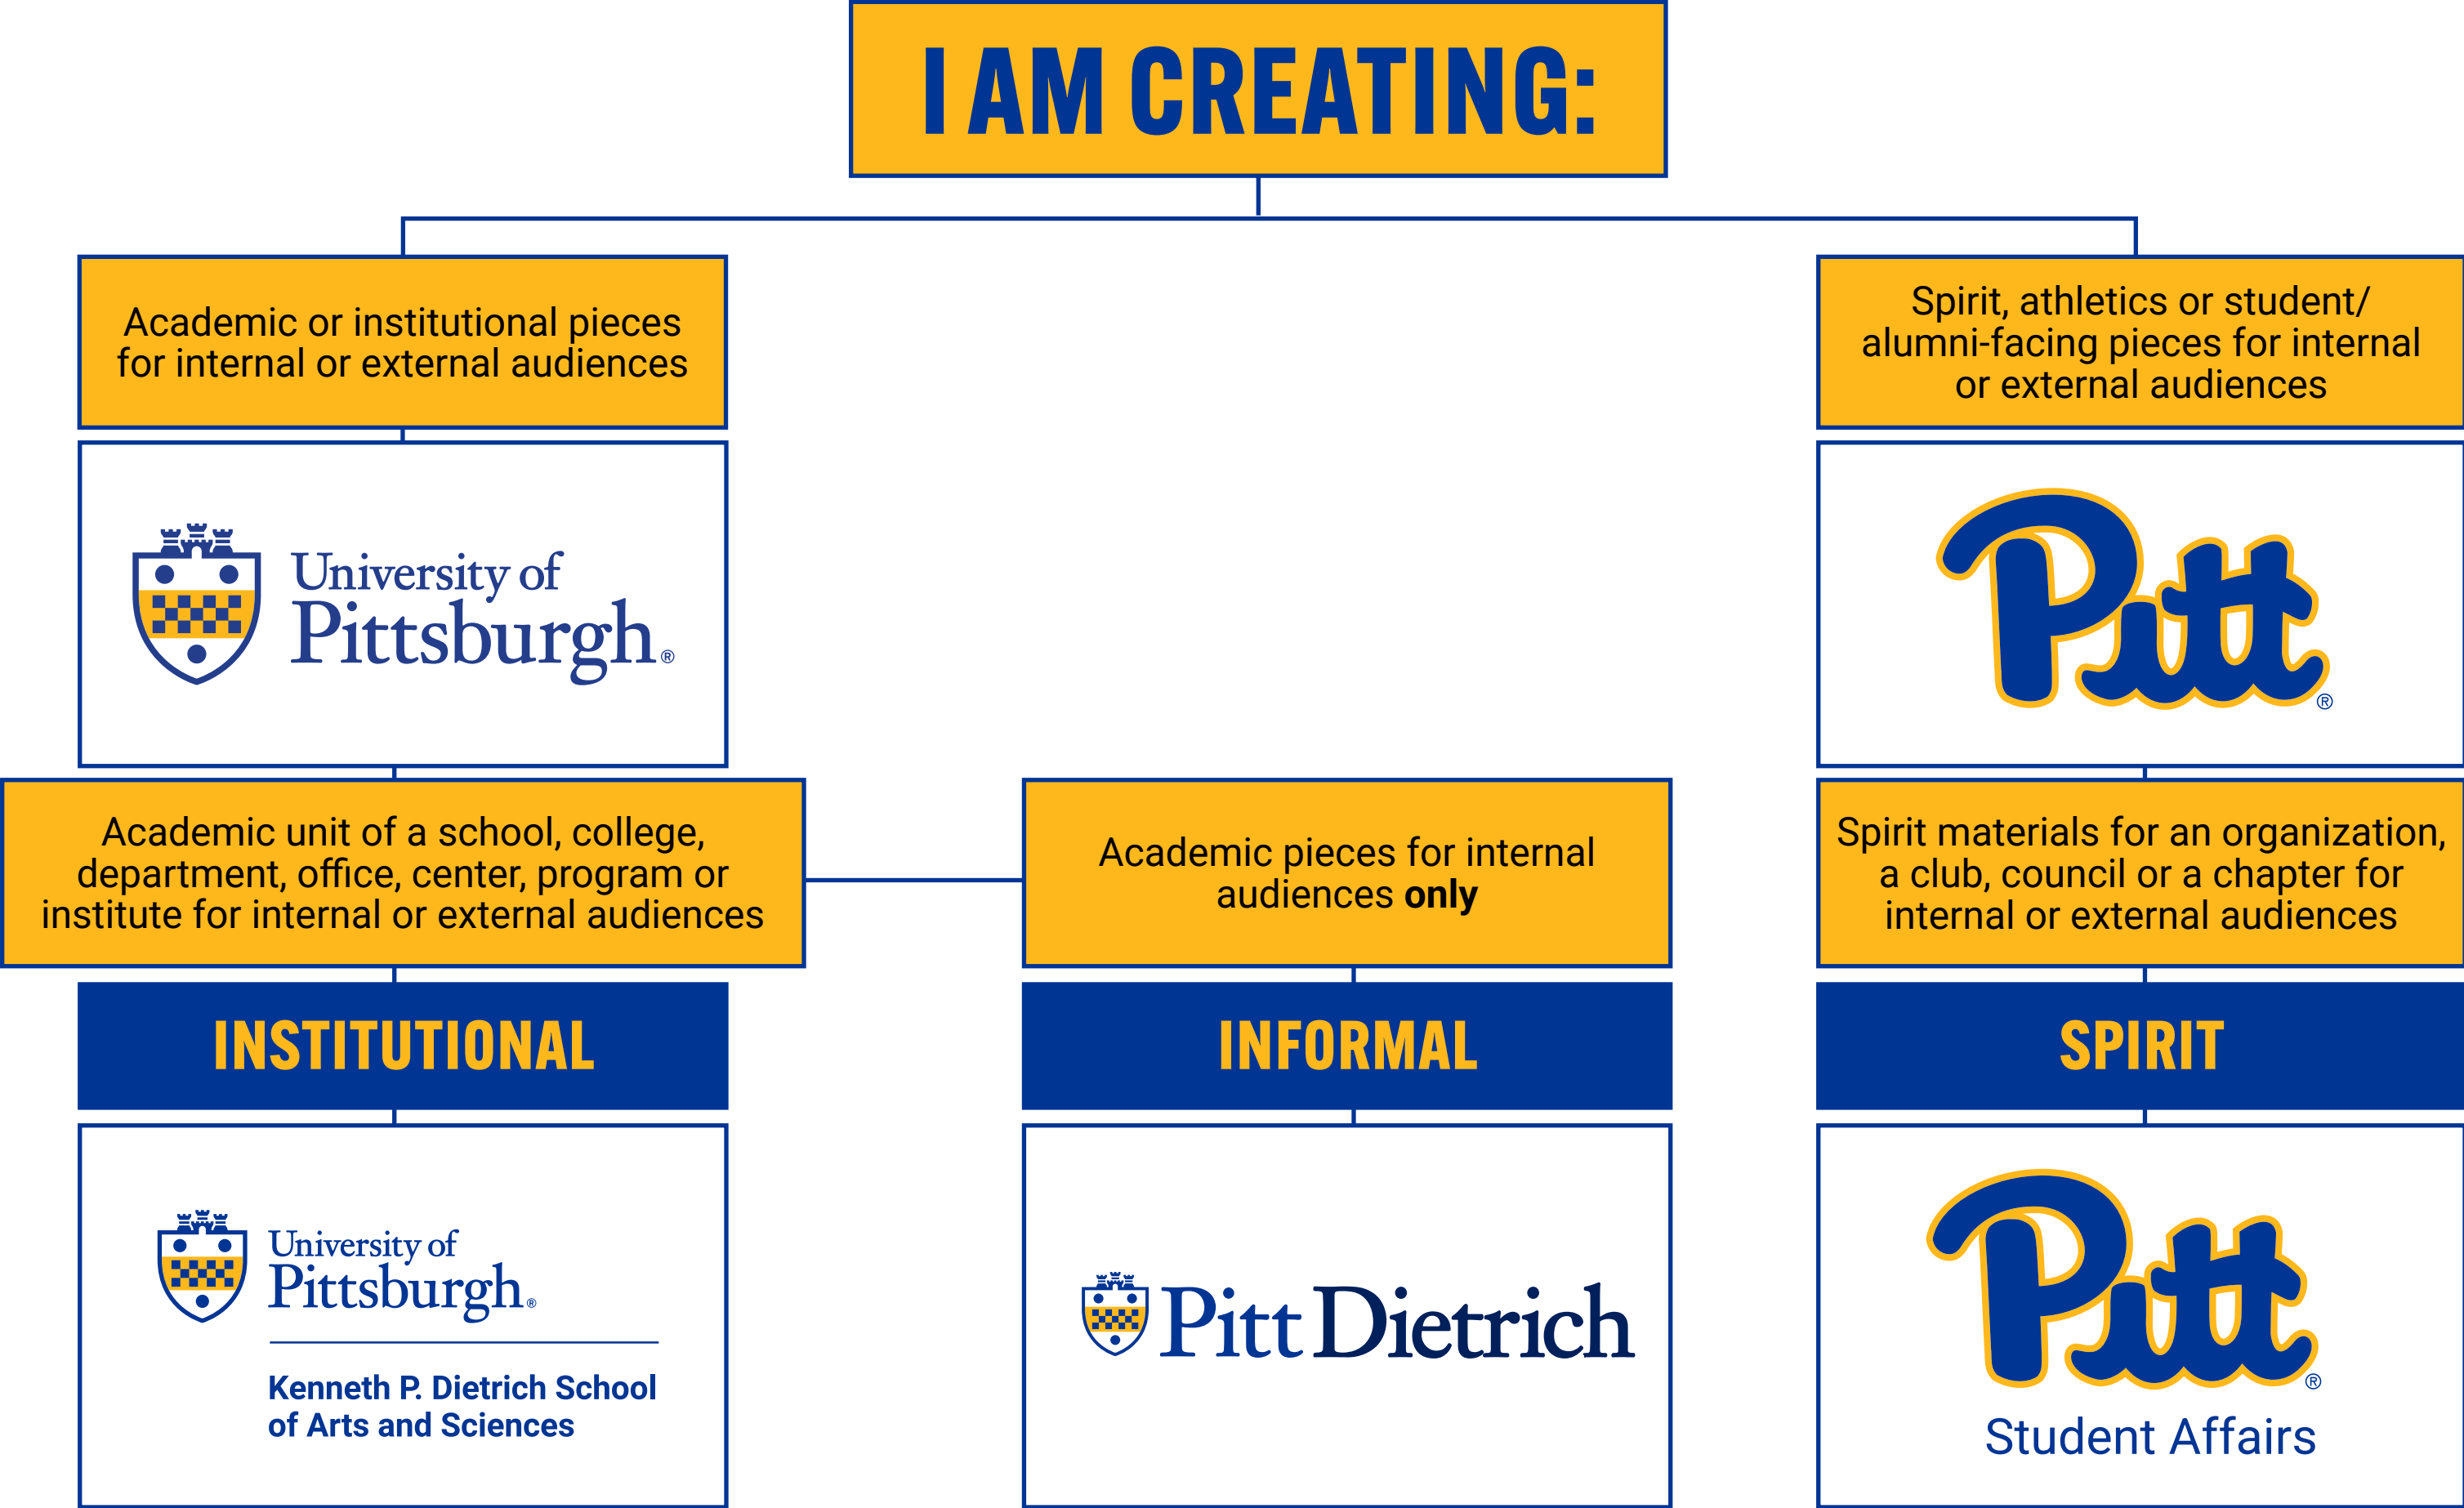 I AM CREATING:
Academic or institutional pieces
for internal or external audiences
Spirit, athletics or student/
alumni-facing pieces for internal
or external audiences
University of
Pittsburgh®
Pitt®
Academic unit of a school, college,
department, office, center, program or
institute for internal or external audiences
Academic pieces for internal
audiences only
Spirit materials for an organization,
a club, council or a chapter for
internal or external audiences
INSTITUTIONAL
INFORMAL
SPIRIT
University of
Pittsburgh®
Kenneth P. Dietrich School
of Arts and Sciences
Pitt Dietrich
Pitt®
Student Affairs